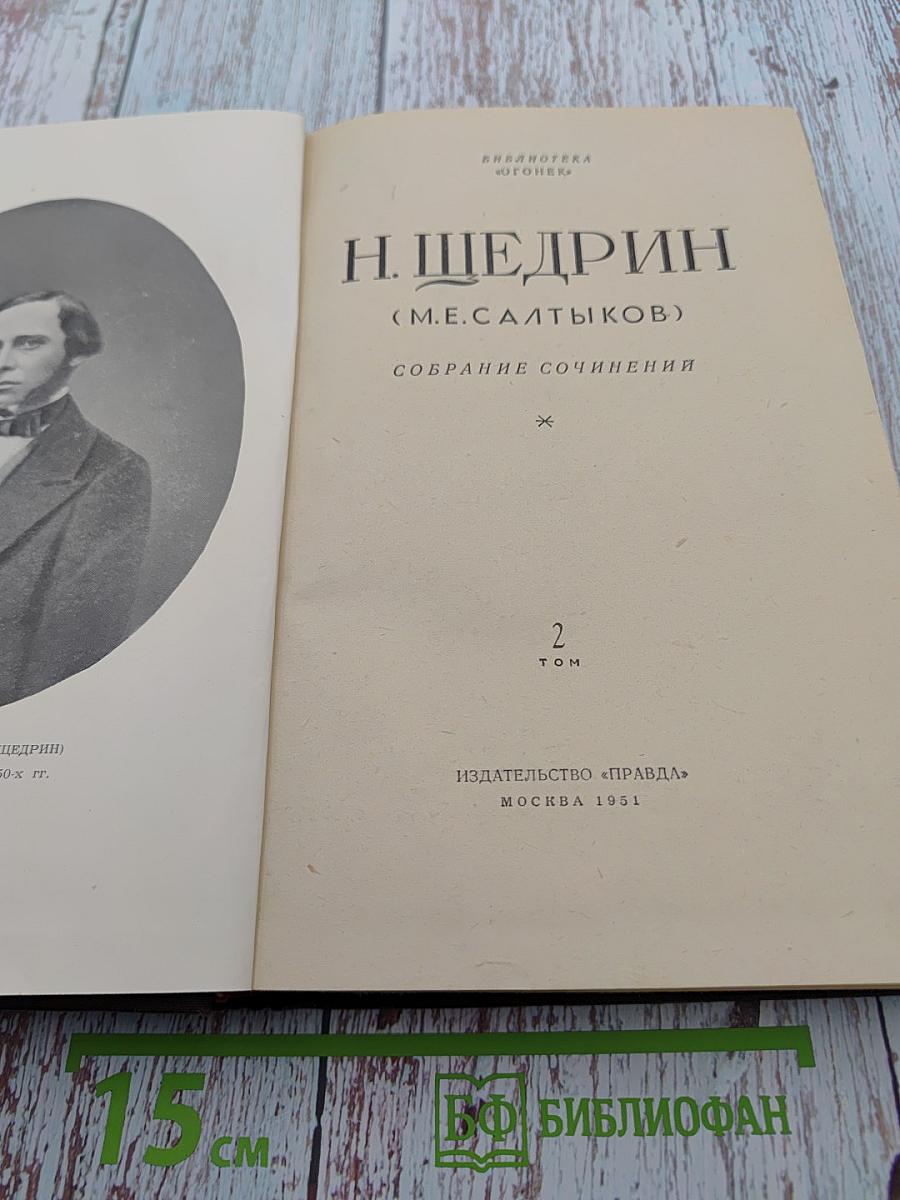 БИБЛИОТЕКА
«ОГОНЕК»
Н. ЩЕДРИН
(М.Е.САЛТЫКОВ)
СОБРАНИЕ СОЧИНЕНИЙ
2
ТОМ
ИЗДАТЕЛЬСТВО «ПРАВДА»
МОСКВА 1951
ЩЕДРИН)
50-х гг.
15 см
БФ БИБЛИОФАН